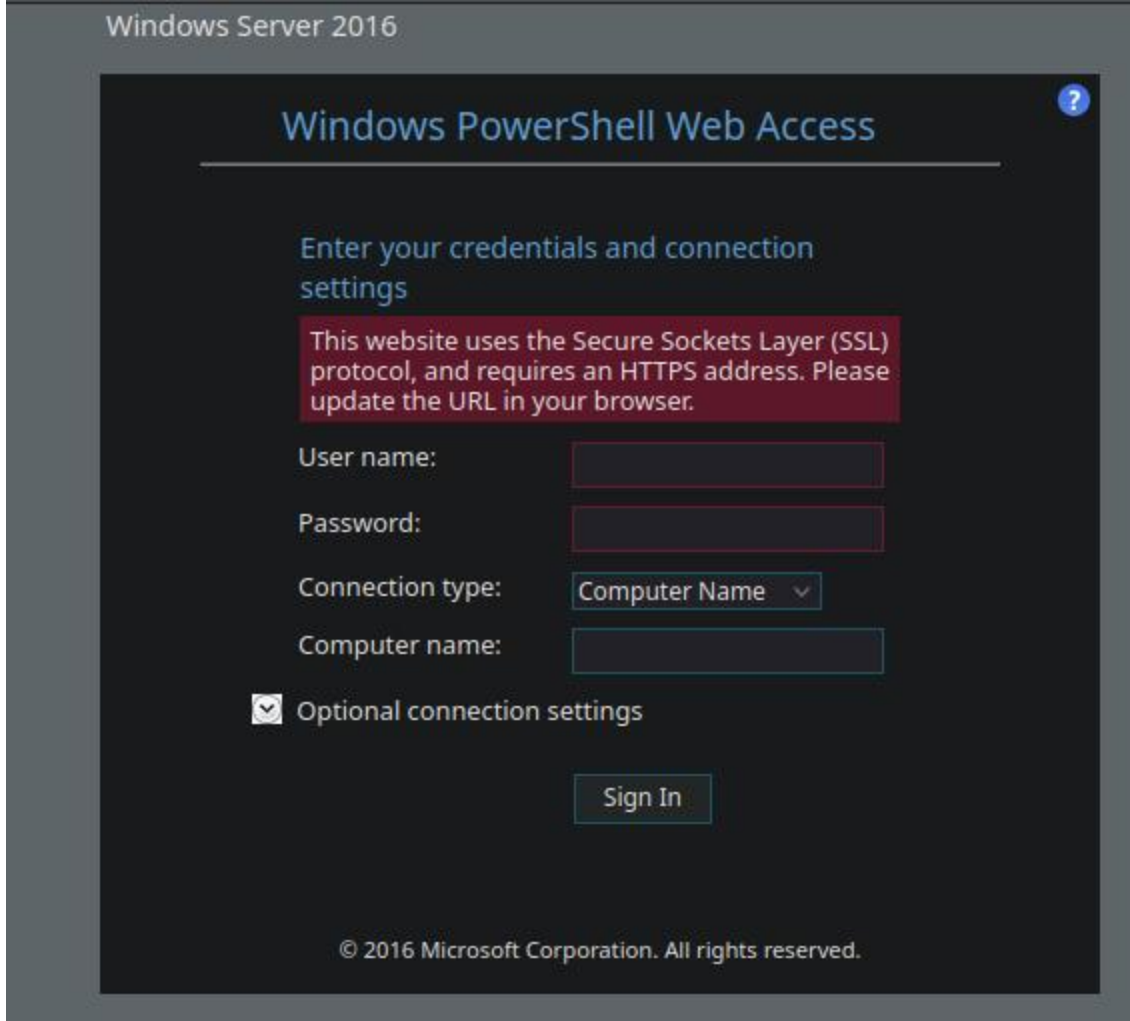 Windows Server 2016
?
Windows PowerShell Web Access
Enter your credentials and connection
settings
This website uses the Secure Sockets Layer (SSL)
protocol, and requires an HTTPS address. Please
update the URL in your browser.
User name:
Password:
Connection type: Computer Name
Computer name:
Optional connection settings
Sign In
© 2016 Microsoft Corporation. All rights reserved.